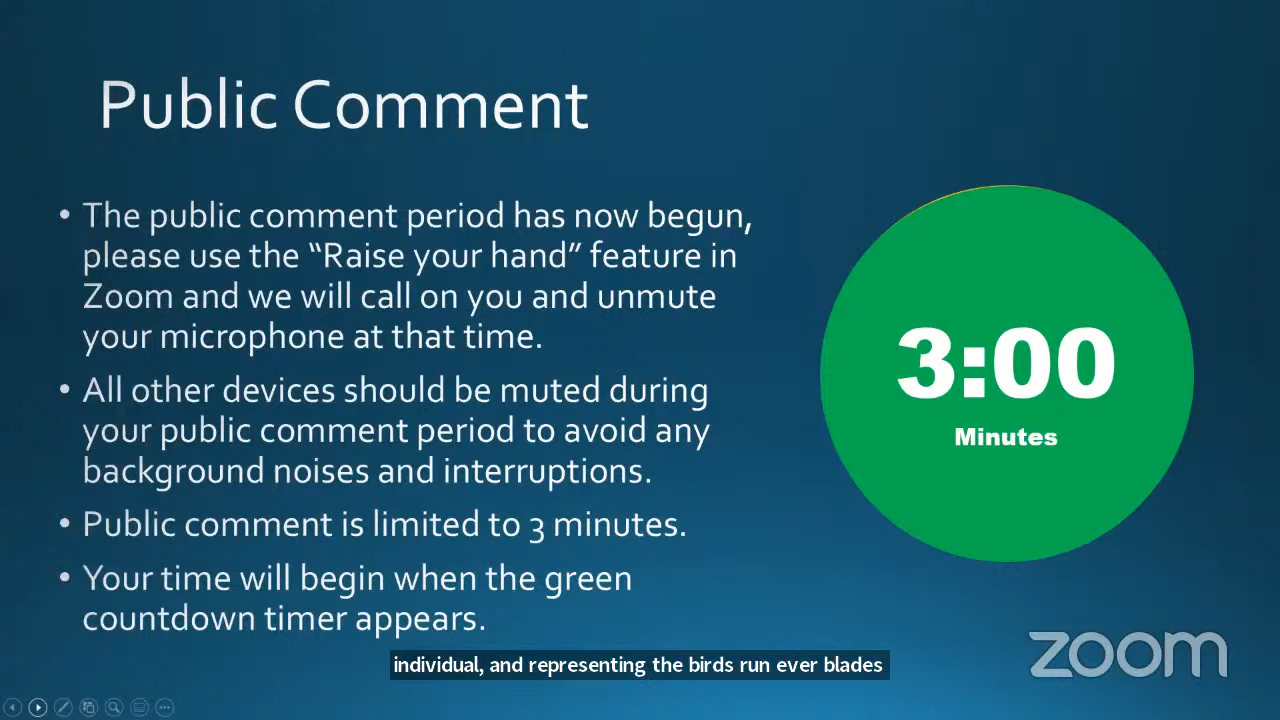 Public Comment
• The public comment period has now begun,
please use the “Raise your hand” feature in
Zoom and we will call on you and unmute
your microphone at that time.
• All other devices should be muted during
your public comment period to avoid any
background noises and interruptions.
• Public comment is limited to 3 minutes.
• Your time will begin when the green
countdown timer appears.
3:00
Minutes
individual, and representing the birds run ever blades
zoom